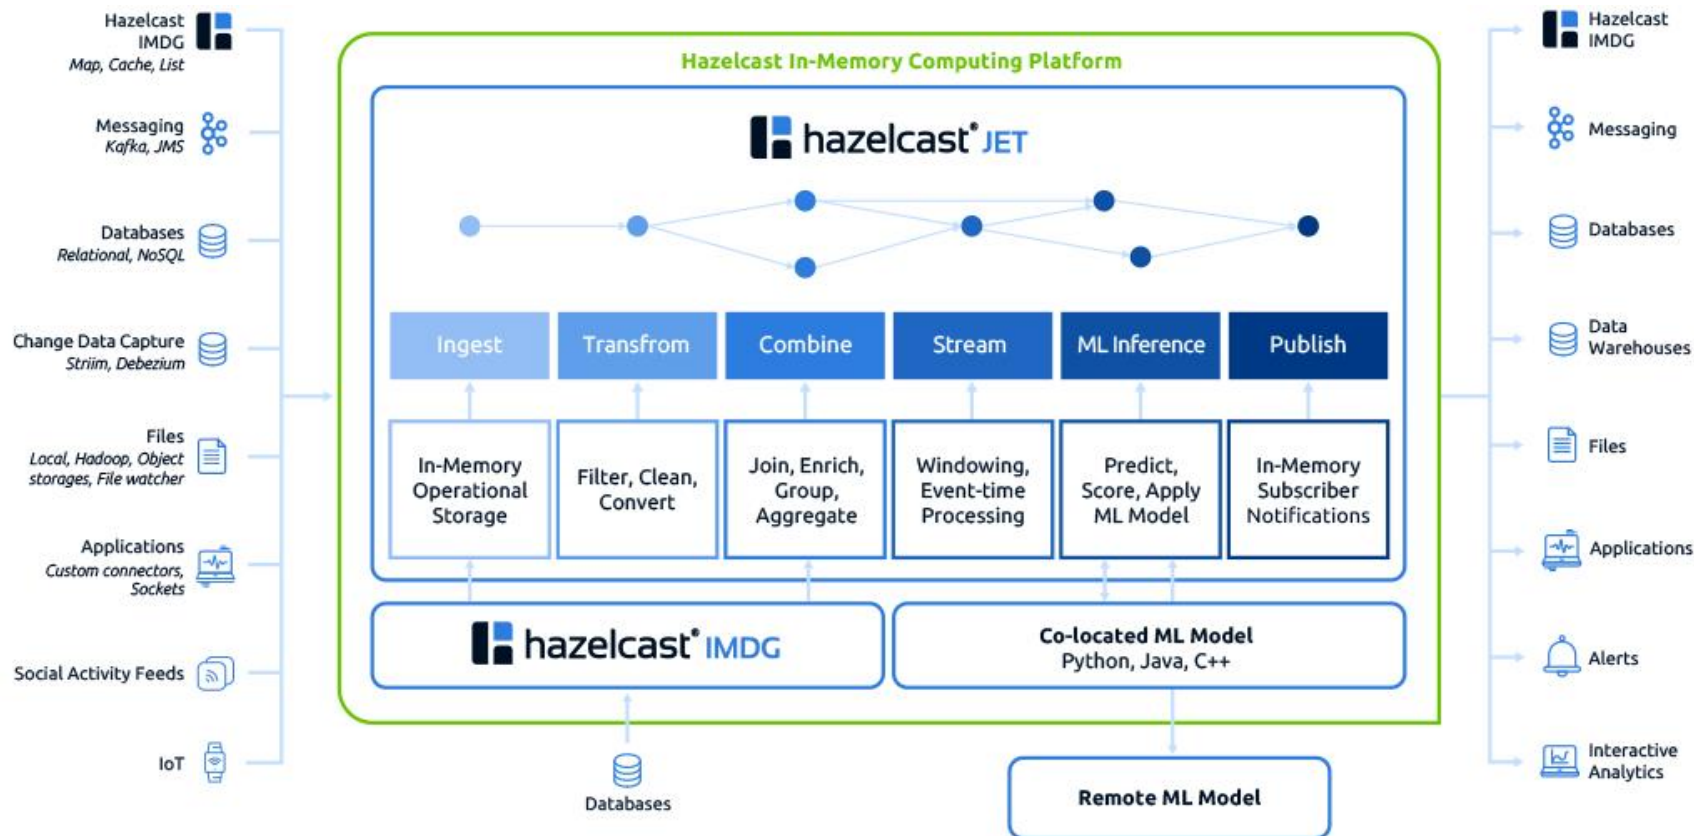 Hazelcast
IMDG
Map, Cache, List
Messaging
Kafka, JMS
Databases
Relational, NoSQL
Change Data Capture
Striim, Debezium
Files
Local, Hadoop, Object
storages, File watcher
Applications
Custom connectors,
Sockets
Social Activity Feeds
IoT
Hazelcast In-Memory Computing Platform
hazelcast® JET
Ingest
Transfrom
Combine
Stream
ML Inference
Publish
In-Memory
Operational
Storage
Filter, Clean,
Convert
Join, Enrich,
Group,
Aggregate
Windowing,
Event-time
Processing
Predict,
Score, Apply
ML Model
In-Memory
Subscriber
Notifications
hazelcast® IMDG
Co-located ML Model
Python, Java, C++
Databases
Remote ML Model
Hazelcast
IMDG
Messaging
Databases
Data
Warehouses
Files
Applications
Alerts
Interactive
Analytics